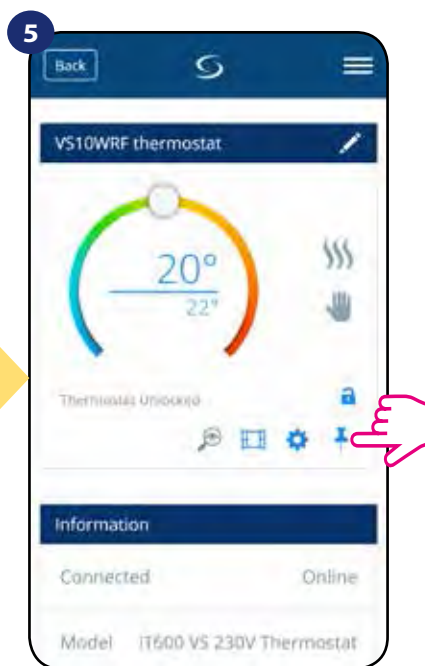 5
Back
VS10WRF thermostat
20°
22°
Thermostat Unlocked
Information
Connected Online
Model iT600 VS 230V Thermostat